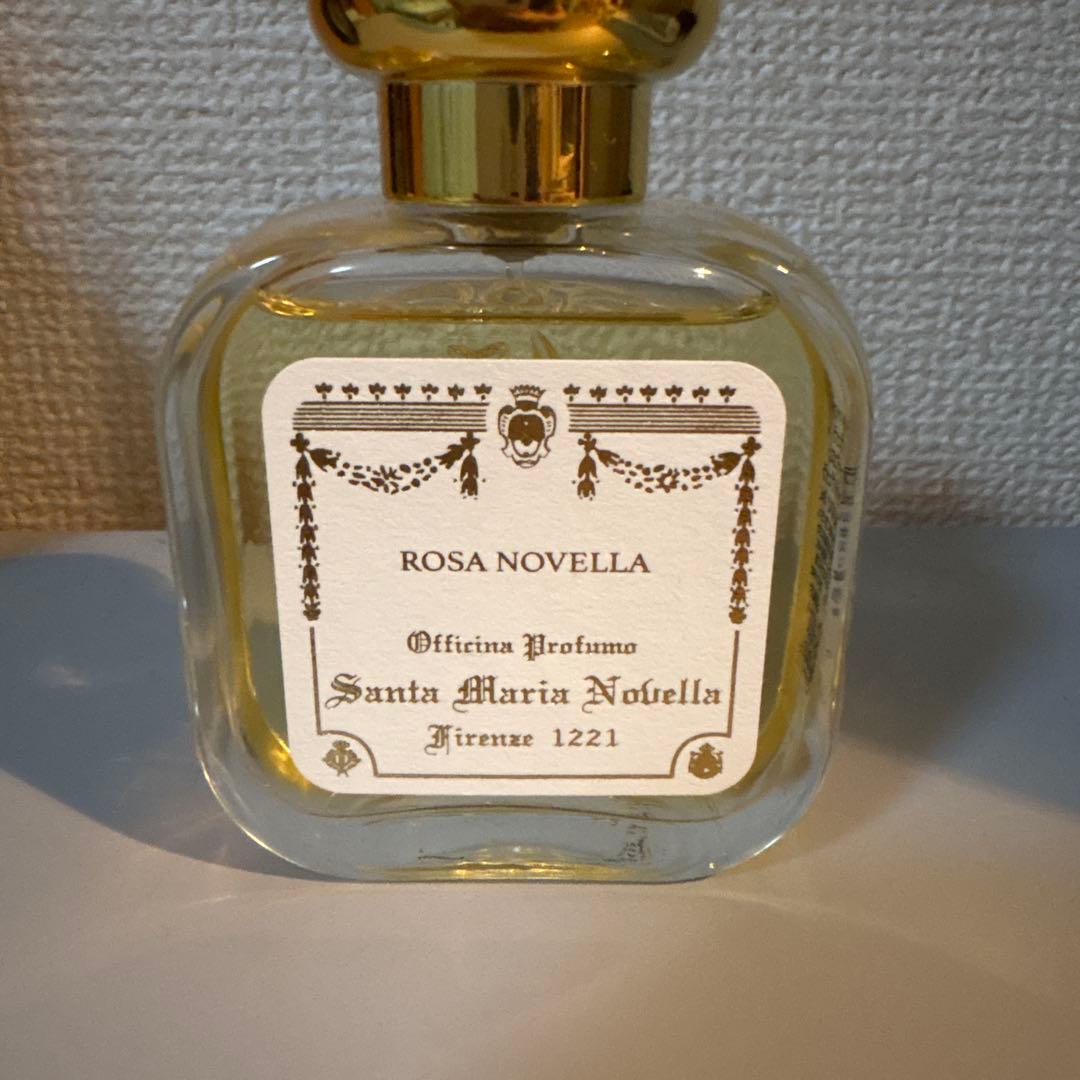 ROSA NOVELLA
Officina Profumo
Santa Maria Novella
Firenze 1221